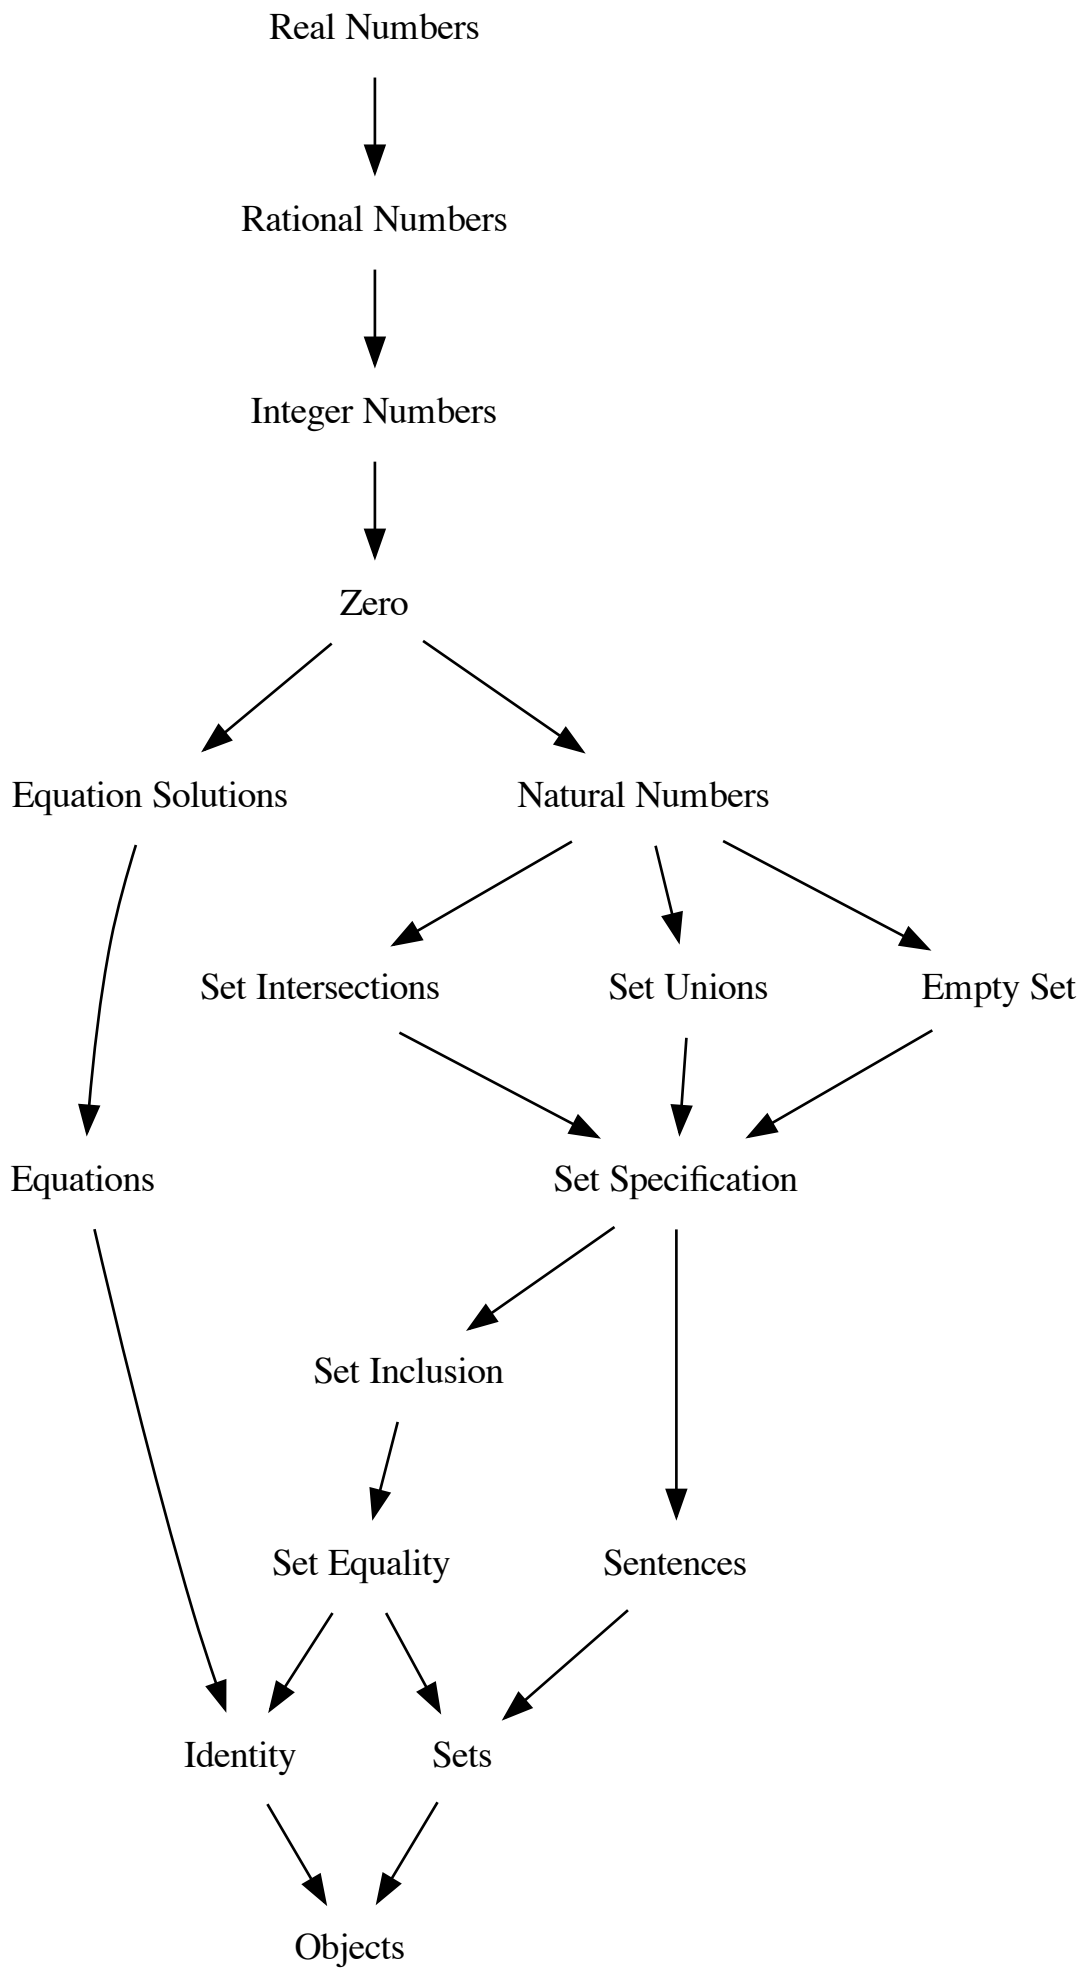 Real Numbers
Rational Numbers
Integer Numbers
Zero
Equation Solutions
Natural Numbers
Set Intersections
Set Unions
Empty Set
Equations
Set Specification
Set Inclusion
Set Equality
Sentences
Identity
Sets
Objects